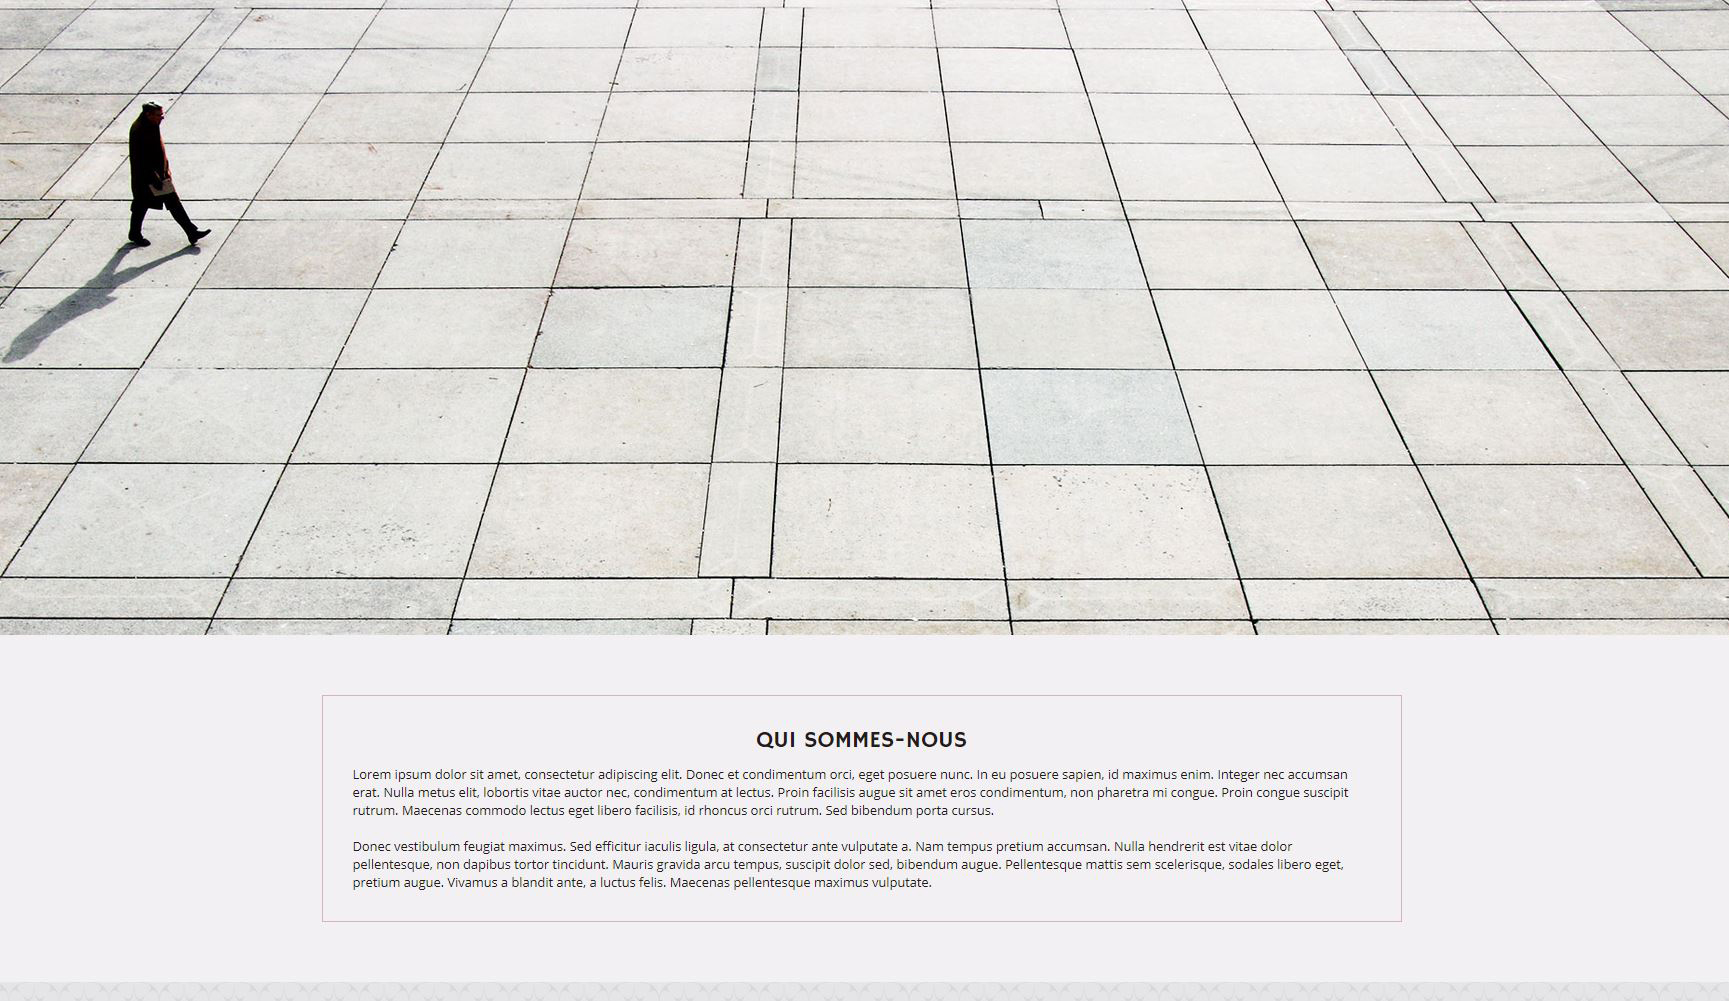 QUI SOMMES-NOUS
Lorem ipsum dolor sit amet, consectetur adipiscing elit. Donec et condimentum orci, eget posuere nunc. In eu posuere sapien, id maximus enim. Integer nec accumsan
erat. Nulla metus elit, lobortis vitae auctor nec, condimentum at lectus. Proin facilisis augue sit amet eros condimentum, non pharetra mi congue. Proin congue suscipit
rutrum. Maecenas commodo lectus eget libero facilisis, id rhoncus orci rutrum. Sed bibendum porta cursus.
Donec vestibulum feugiat maximus. Sed efficitur iaculis ligula, at consectetur ante vulputate a. Nam tempus pretium accumsan. Nulla hendrerit est vitae dolor
pellentesque, non dapibus tortor tincidunt. Mauris gravida arcu tempus, suscipit dolor sed, bibendum augue. Pellentesque mattis sem scelerisque, sodales libero eget,
pretium augue. Vivamus a blandit ante, a luctus felis. Maecenas pellentesque maximus vulputate.